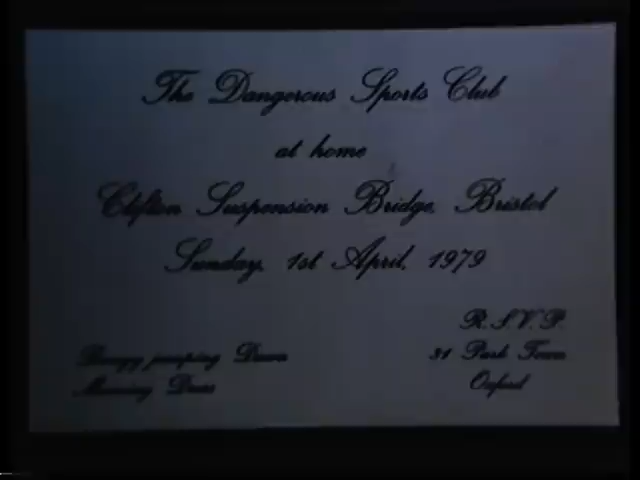 The Dangerous Sports Club
at home
Clifton Suspension Bridge, Bristol
Sunday, 1st April, 1979
R.S.V.P.
Bungy jumping Dawn
31 Park Town
Morning Dress
Oxford